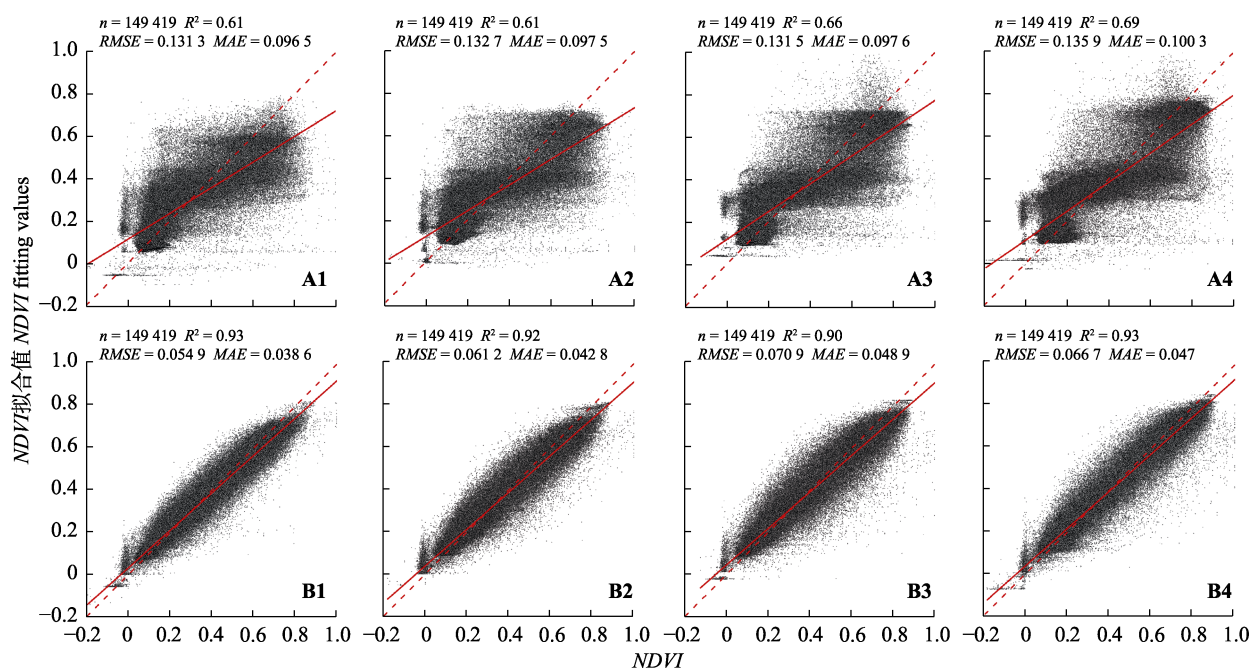 n = 149 419 R² = 0.61
RMSE = 0.131 3 MAE = 0.096 5
n = 149 419 R² = 0.61
RMSE = 0.132 7 MAE = 0.097 5
n = 149 419 R² = 0.66
RMSE = 0.131 5 MAE = 0.097 6
n = 149 419 R² = 0.69
RMSE = 0.135 9 MAE = 0.100 3
1.0
0.8
0.6
0.4
0.2
0
−0.2
A1
A2
A3
A4
NDVI拟合值 NDVI fitting values
n = 149 419 R² = 0.93
RMSE = 0.054 9 MAE = 0.038 6
n = 149 419 R² = 0.92
RMSE = 0.061 2 MAE = 0.042 8
n = 149 419 R² = 0.90
RMSE = 0.070 9 MAE = 0.048 9
n = 149 419 R² = 0.93
RMSE = 0.066 7 MAE = 0.047
1.0
0.8
0.6
0.4
0.2
0
−0.2
B1
B2
B3
B4
−0.2 0 0.2 0.4 0.6 0.8 1.0
−0.2 0 0.2 0.4 0.6 0.8 1.0
−0.2 0 0.2 0.4 0.6 0.8 1.0
−0.2 0 0.2 0.4 0.6 0.8 1.0
NDVI